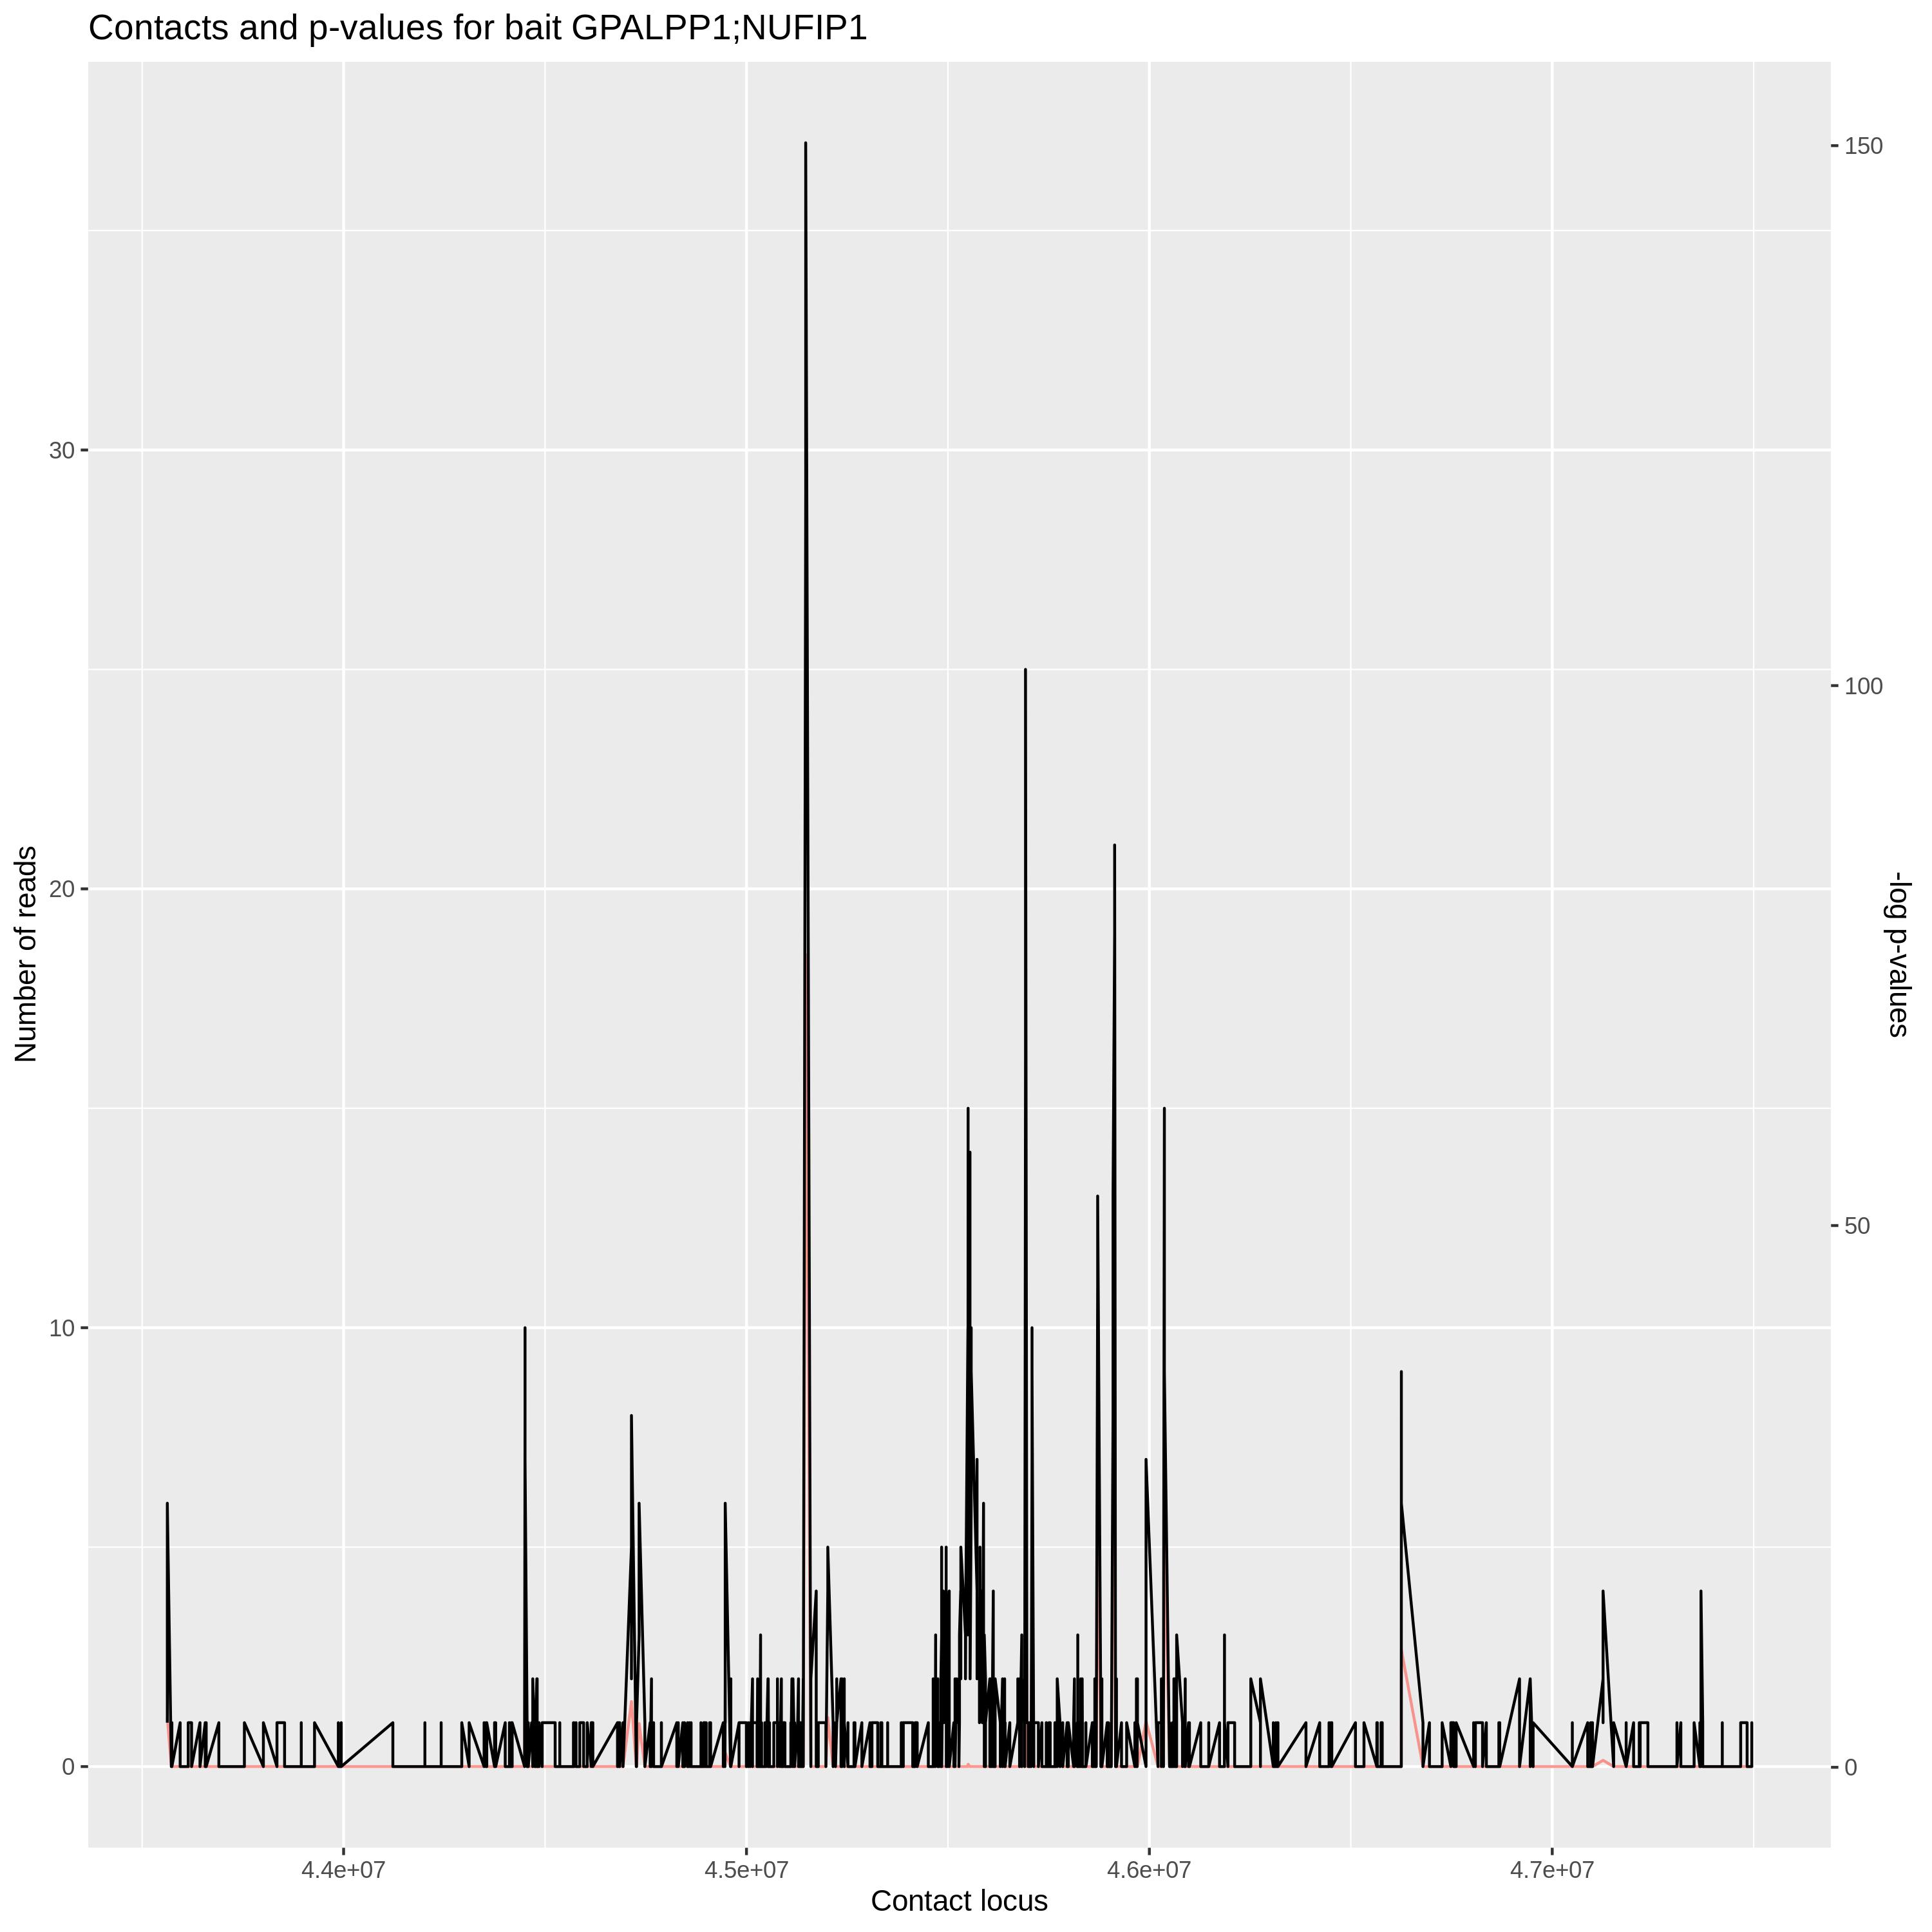 Contacts and p-values for bait GPALPP1;NUFIP1
150
30
100
Number of reads
-log p-values
20
50
10
0
0
4.4e+07
4.5e+07
4.6e+07
4.7e+07
Contact locus